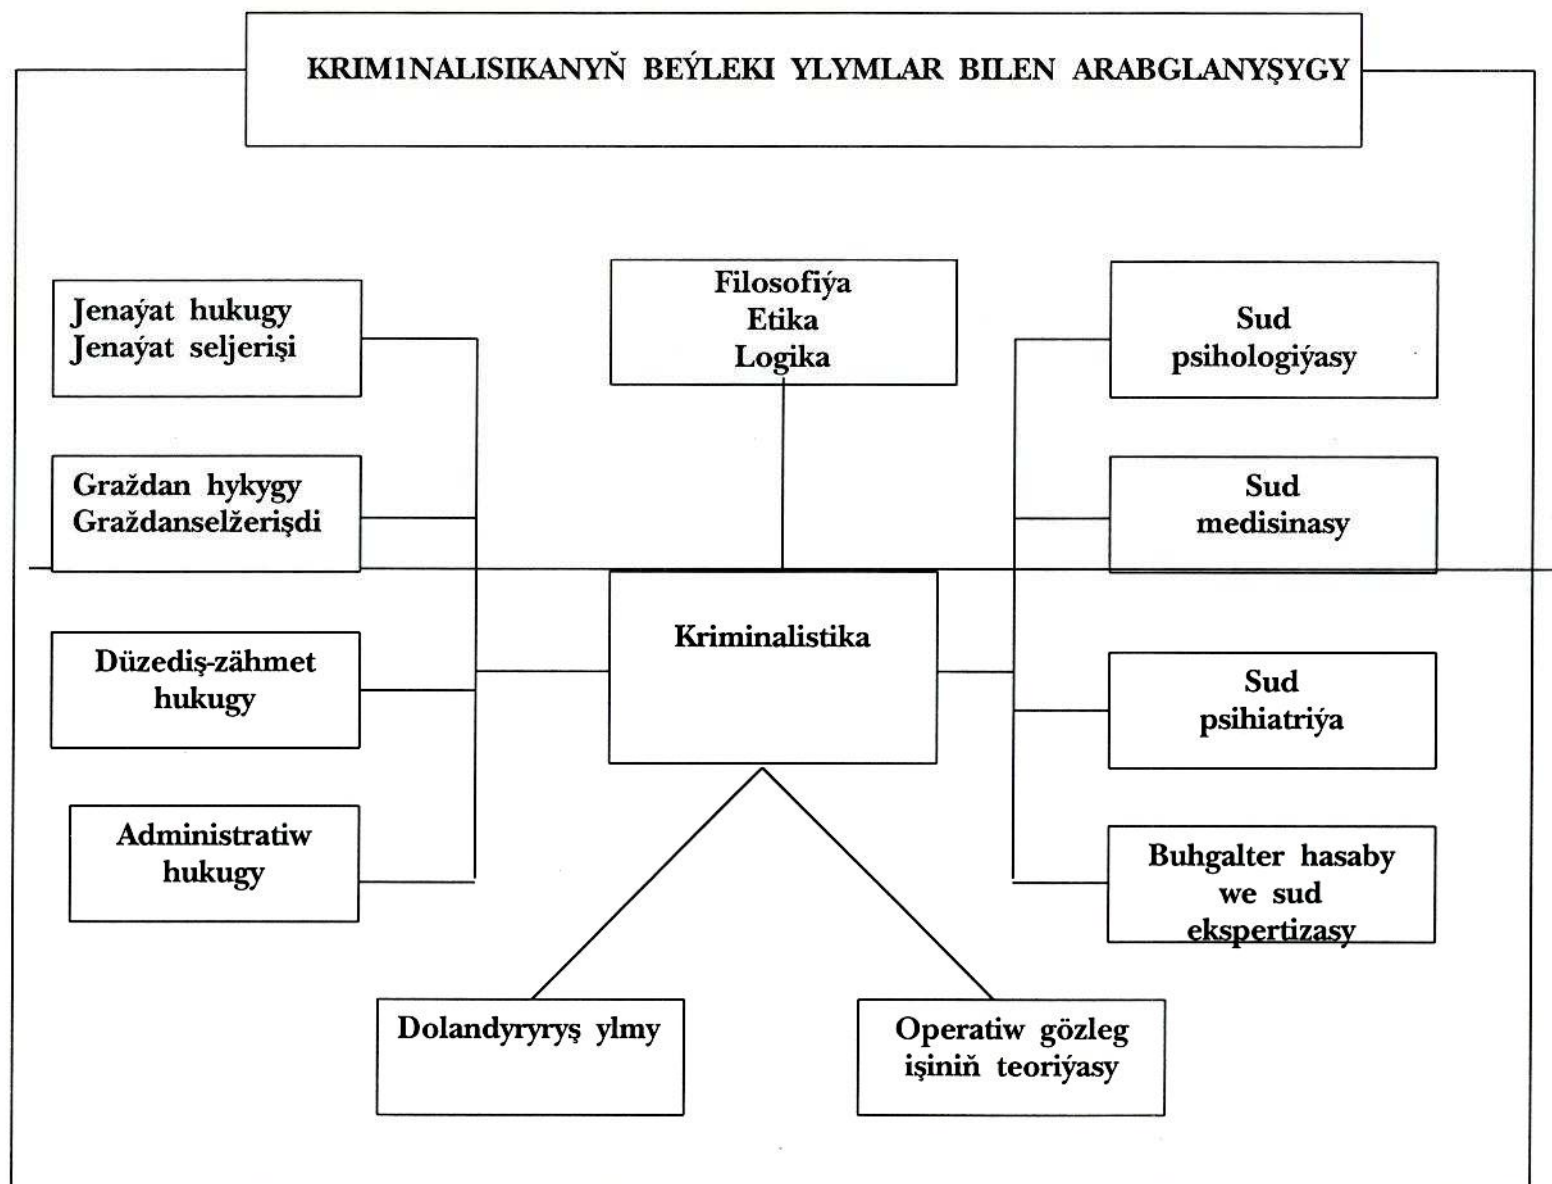 KRIM1NALISIKANYŇ BEÝLEKI YLYMLAR BILEN ARABGLANYŞYGY
Filosofiýa
Etika
Logika
Jenaýat hukugy
Jenaýat seljerişi
Sud
psihologiýasy
Graždan hykygy
Graždanselžerişdi
Sud
medisinasy
Kriminalistika
Düzediş-zähmet
hukugy
Sud
psihiatriýa
Administratiw
hukugy
Buhgalter hasaby
we sud
ekspertizasy
Dolandyryryş ylmy
Operatiw gözleg
işiniň teoriýasy